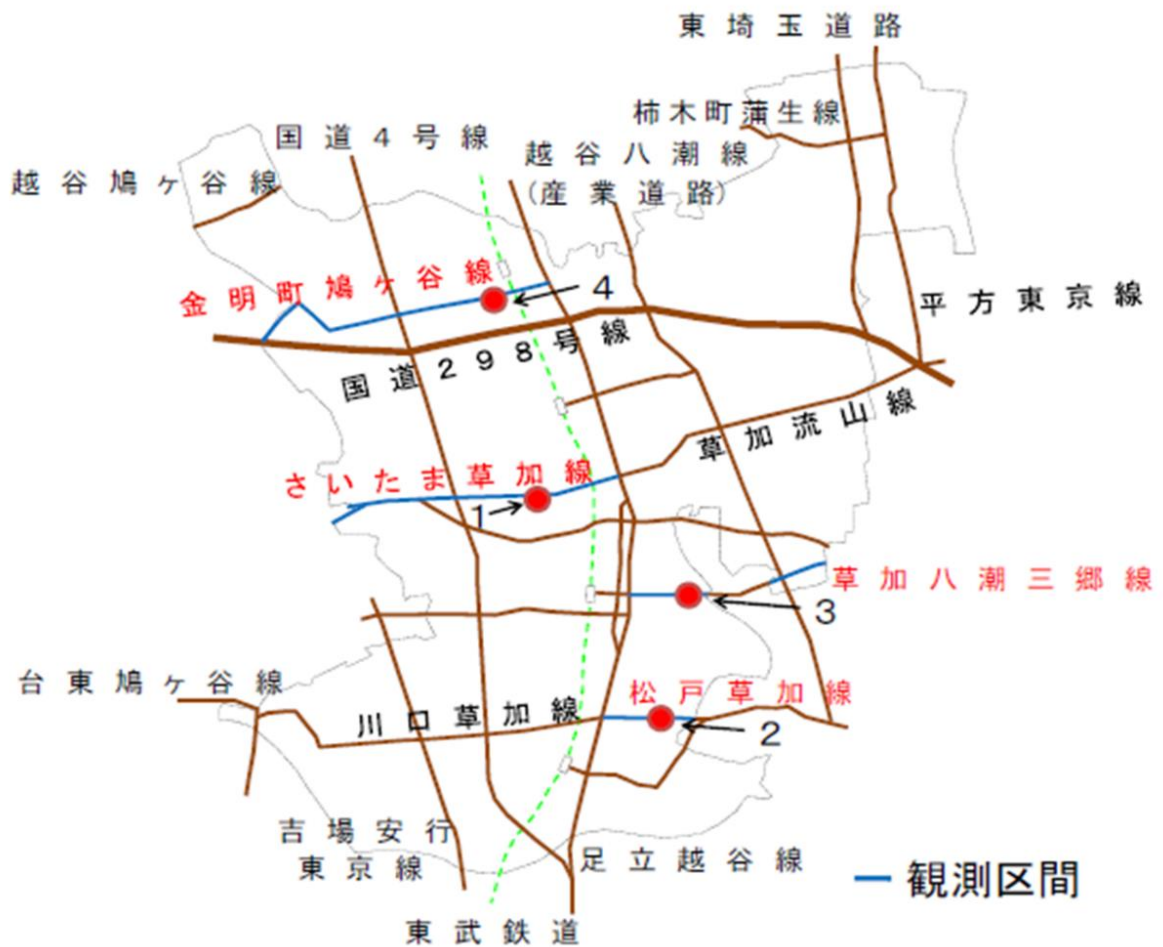 東埼玉道路
柿木町蒲生線
国道4号線
越谷八潮線
(産業道路)
越谷鳩ヶ谷線
金明町鳩ヶ谷線
4
平方東京線
国道298号線
草加流山線
さいたま草加線
1
草加八潮三郷線
3
台東鳩ヶ谷線
松戸草加線
川口草加線
2
吉場安行
東京線
足立越谷線
観測区間
東武鉄道